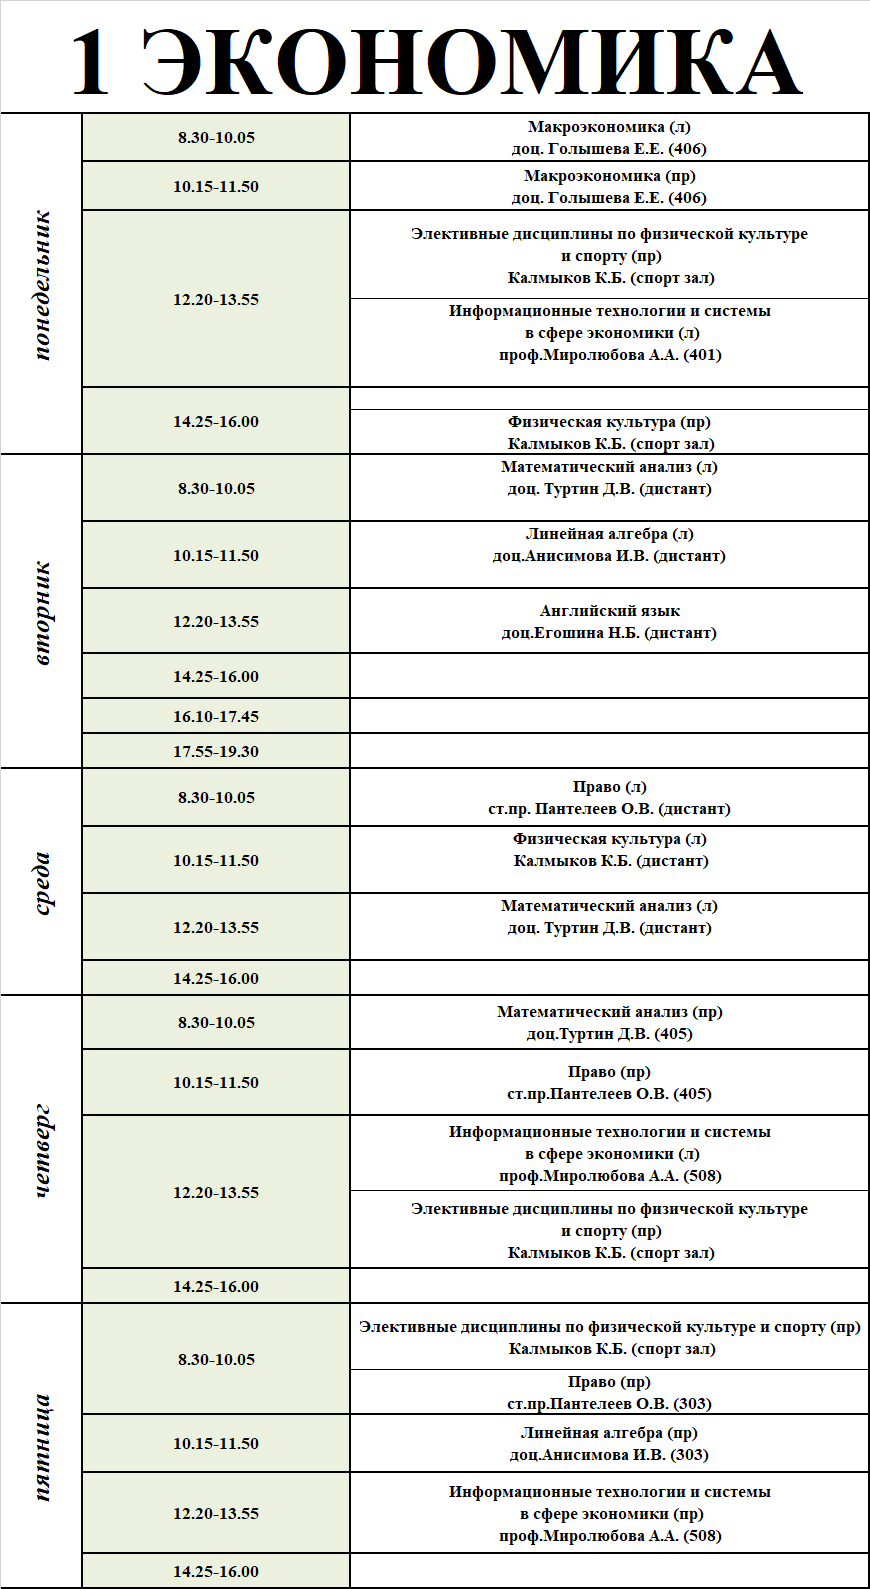 1 ЭКОНОМИКА
понедельник
8.30-10.05
Макроэкономика (л)
доц. Голышева Е.Е. (406)
10.15-11.50
Макроэкономика (пр)
доц. Голышева Е.Е. (406)
12.20-13.55
Элективные дисциплины по физической культуре
и спорту (пр)
Калмыков К.Б. (спорт зал)
Информационные технологии и системы
в сфере экономики (л)
проф.Миролюбова А.А. (401)
14.25-16.00
Физическая культура (пр)
Калмыков К.Б. (спорт зал)
вторник
8.30-10.05
Математический анализ (л)
доц. Туртин Д.В. (дистант)
10.15-11.50
Линейная алгебра (л)
доц.Анисимова И.В. (дистант)
12.20-13.55
Английский язык
доц.Егошина Н.Б. (дистант)
14.25-16.00
16.10-17.45
17.55-19.30
среда
8.30-10.05
Право (л)
ст.пр. Пантелеев О.В. (дистант)
10.15-11.50
Физическая культура (л)
Калмыков К.Б. (дистант)
12.20-13.55
Математический анализ (л)
доц. Туртин Д.В. (дистант)
14.25-16.00
четверг
8.30-10.05
Математический анализ (пр)
доц.Туртин Д.В. (405)
10.15-11.50
Право (пр)
ст.пр.Пантелеев О.В. (405)
12.20-13.55
Информационные технологии и системы
в сфере экономики (л)
проф.Миролюбова А.А. (508)
Элективные дисциплины по физической культуре
и спорту (пр)
Калмыков К.Б. (спорт зал)
14.25-16.00
пятница
8.30-10.05
Элективные дисциплины по физической культуре и спорту (пр)
Калмыков К.Б. (спорт зал)
Право (пр)
ст.пр.Пантелеев О.В. (303)
10.15-11.50
Линейная алгебра (пр)
доц.Анисимова И.В. (303)
12.20-13.55
Информационные технологии и системы
в сфере экономики (пр)
проф.Миролюбова А.А. (508)
14.25-16.00